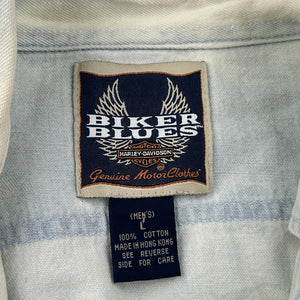 BIKER
BLUES™
MOTOR
HARLEY-DAVIDSON
CYCLES
Genuine MotorClothes®
(MEN'S)
L
100% COTTON
MADE IN HONG KONG
SEE REVERSE
SIDE FOR CARE